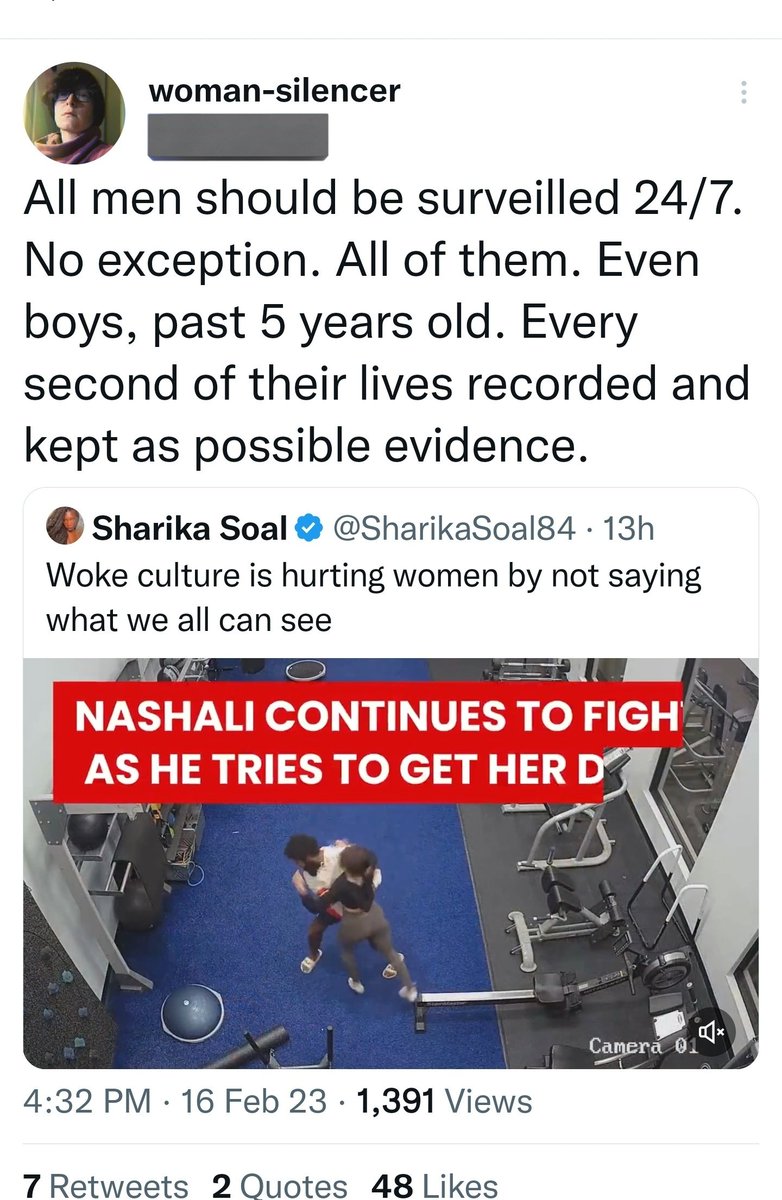 woman-silencer
All men should be surveilled 24/7.
No exception. All of them. Even
boys, past 5 years old. Every
second of their lives recorded and
kept as possible evidence.
Sharika Soal @SharikaSoal84 · 13h
Woke culture is hurting women by not saying
what we all can see
NASHALI CONTINUES TO FIGH
AS HE TRIES TO GET HER D
Camera 01
4:32 PM · 16 Feb 23 · 1,391 Views
7 Retweets 2 Quotes 48 Likes